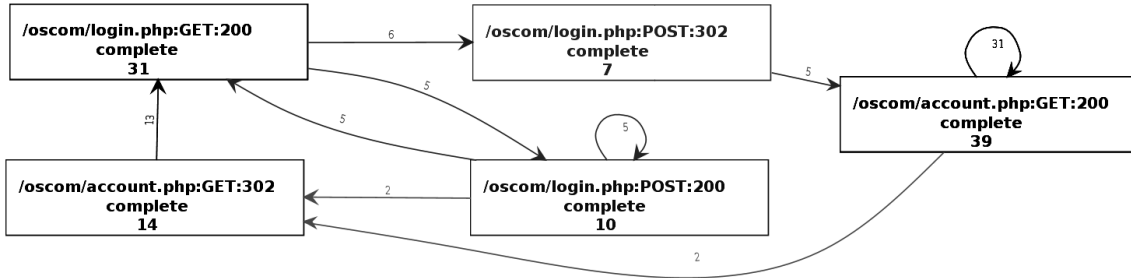 /oscom/login.php:GET:200
complete
31
6
/oscom/login.php:POST:302
complete
7
5
31
/oscom/account.php:GET:200
complete
39
5
5
13
5
/oscom/account.php:GET:302
complete
14
2
/oscom/login.php:POST:200
complete
10
2